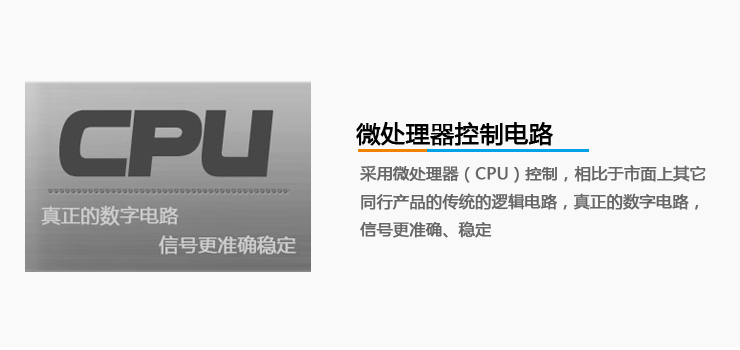 CPU
真正的数字电路
信号更准确稳定
微处理器控制电路
采用微处理器（CPU）控制，相比于市面上其它
同行产品的传统的逻辑电路，真正的数字电路，
信号更准确、稳定